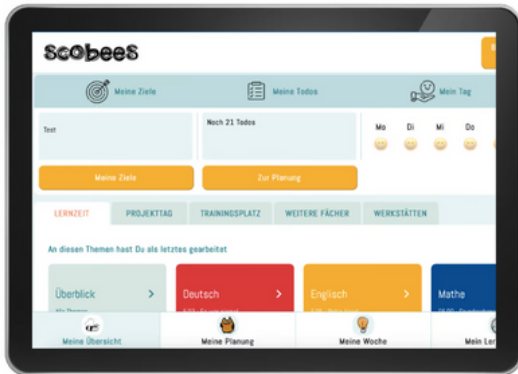 scobees
Meine Ziele
Meine Todos
Mein Tag
Test
Noch 21 Todos
Mo Di Mi Do
Meine Ziele
Zur Planung
LERNZEIT PROJEKTTAG TRAININGSPLATZ WEITERE FÄCHER WERKSTÄTTEN
An diesen Themen hast Du als letztes gearbeitet
Überblick
Deutsch
Englisch
Mathe
Meine Übersicht
Meine Planung
Meine Woche
Mein Ler